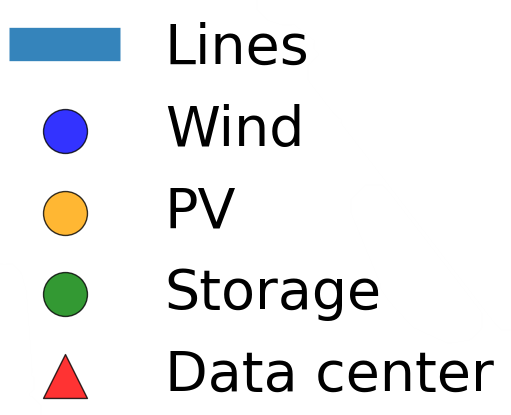 Lines
Wind
PV
Storage
Data center